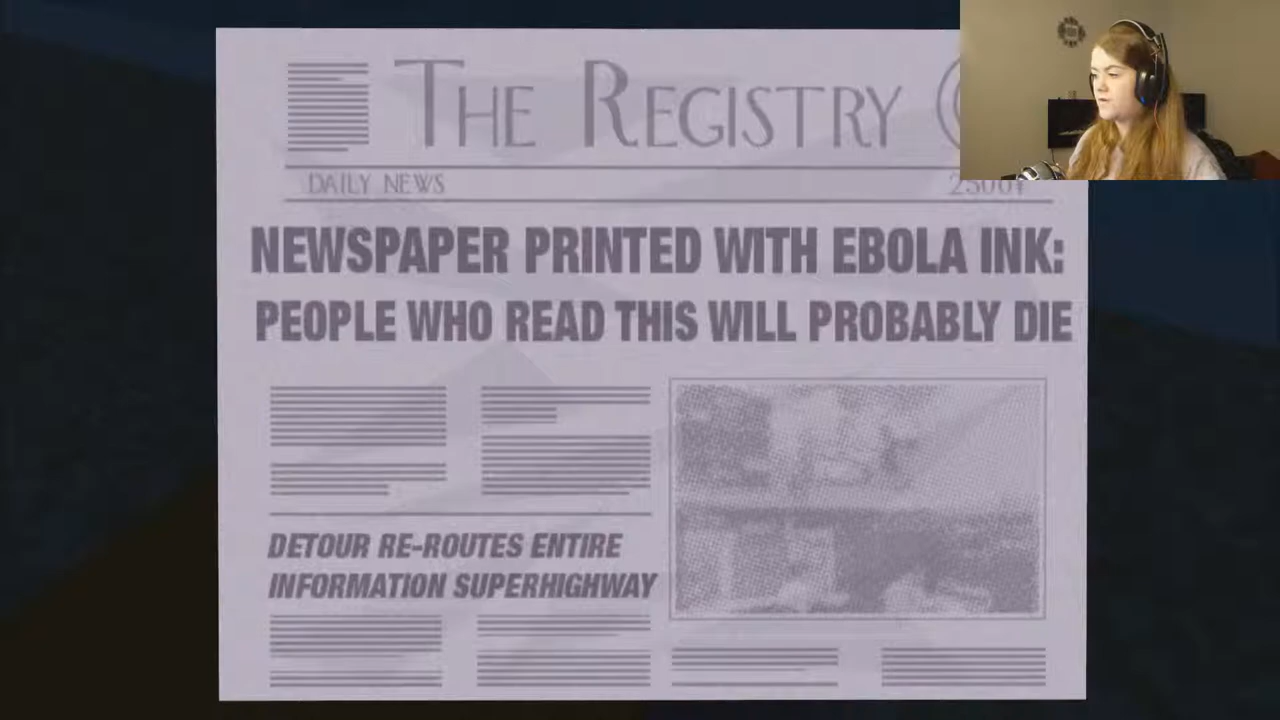 THE REGISTRY
DAILY NEWS
NEWSPAPER PRINTED WITH EBOLA INK:
PEOPLE WHO READ THIS WILL PROBABLY DIE
DETOUR RE-ROUTES ENTIRE
INFORMATION SUPERHIGHWAY